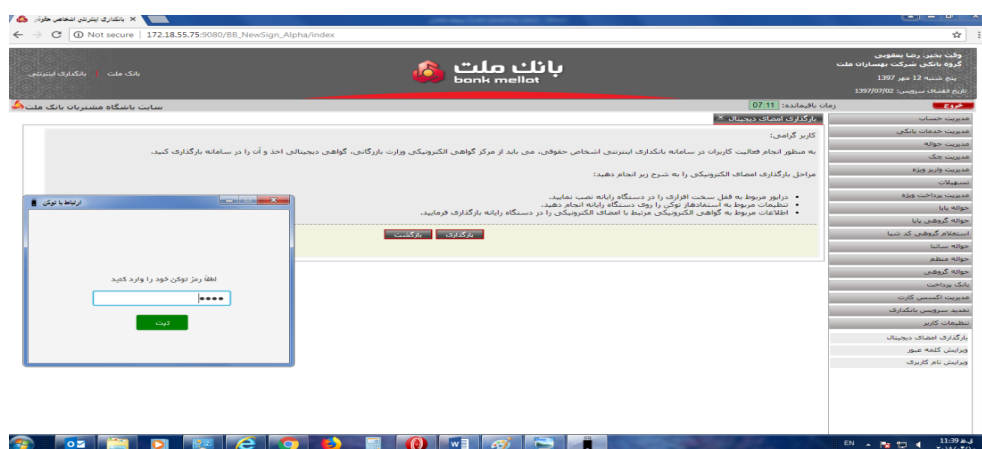 بانکداری اینترنتی اشخاص حقوقی
Not secure | 172.18.55.75:9080/BB_NewSign_Alpha/index
وقت بخیر، رضا یعقوبی
گروه بانکی شرکت بهسازان ملت
پنج شنبه 12 مهر 1397
تاریخ انقضای سرویس: 1397/07/02
بانک ملت
bank mellat
بانک ملت | بانکداری اینترنتی
خروج
زمان باقیمانده: 07:11
سایت باشگاه مشتریان بانک ملت
مدیریت حساب
مدیریت خدمات بانکی
مدیریت حواله
مدیریت چک
مدیریت واریز ویژه
تسهیلات
مدیریت پرداخت ویژه
حواله پایا
حواله گروهی پایا
استعلام گروهی کد شبا
حواله ساتنا
حواله منظم
حواله گروهی
بانک پرداخت
مدیریت اکسس کارت
تمدید سرویس بانکداری
تنظیمات کاربر
بارگذاری امضای دیجیتال
ویرایش کلمه عبور
ویرایش نام کاربری
بارگذاری امضای دیجیتال ×
کاربر گرامی:
به منظور انجام فعالیت کاربران در سامانه بانکداری اینترنتی اشخاص حقوقی، می باید از مرکز گواهی الکترونیکی وزارت بازرگانی، گواهی دیجیتالی اخذ و آن را در سامانه بارگذاری کنید.
مراحل بارگذاری امضای الکترونیکی را به شرح زیر انجام دهید:
• درایور مربوط به قفل سخت افزاری را در دستگاه رایانه نصب نمایید.
• تنظیمات مربوط به استفاده‌از توکن را روی دستگاه رایانه انجام دهید.
• اطلاعات مربوط به گواهی الکترونیکی مرتبط با امضای الکترونیکی را در دستگاه رایانه بارگذاری فرمایید.
بارگذاری
بازگشت
ارتباط با توکن
لطفاً رمز توکن خود را وارد کنید
ثبت
EN
11:39 ق.ظ